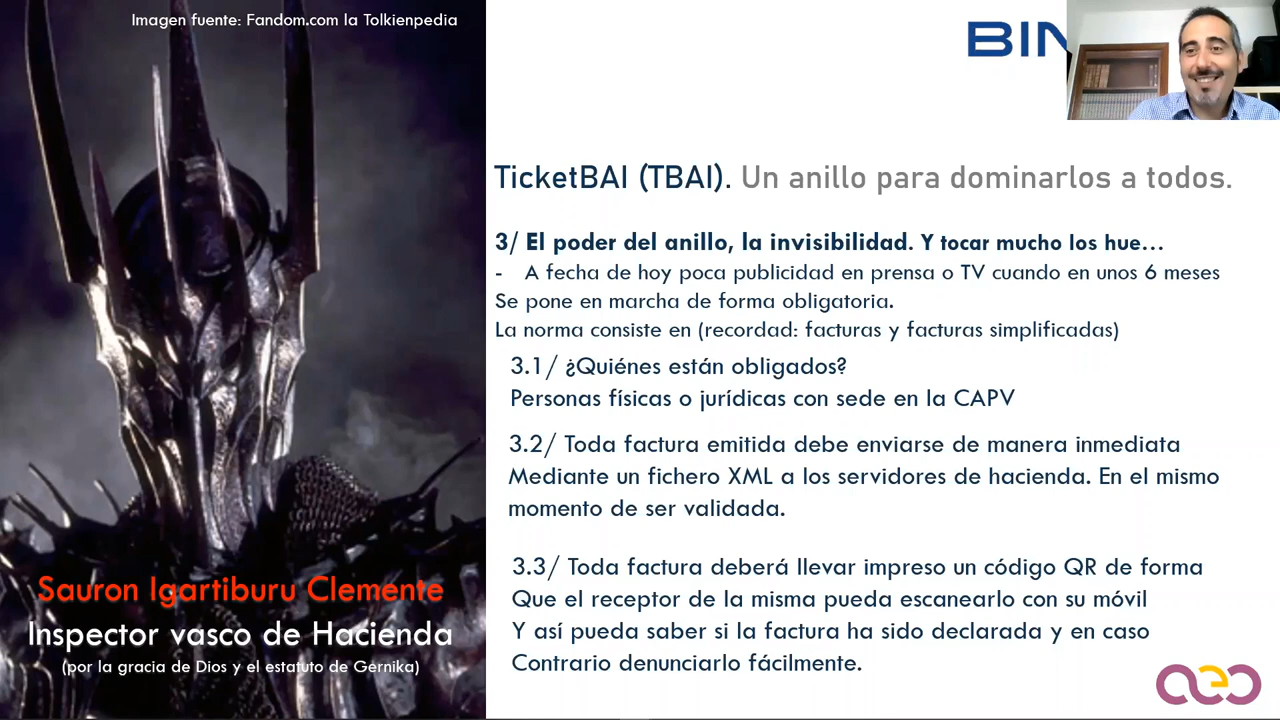 Imagen fuente: Fandom.com la Tolkienpedia
BIN
TicketBAI (TBAI). Un anillo para dominarlos a todos.
3/ El poder del anillo, la invisibilidad. Y tocar mucho los hue...
- A fecha de hoy poca publicidad en prensa o TV cuando en unos 6 meses
Se pone en marcha de forma obligatoria.
La norma consiste en (recordad: facturas y facturas simplificadas)
3.1/ ¿Quiénes están obligados?
Personas físicas o jurídicas con sede en la CAPV
3.2/ Toda factura emitida debe enviarse de manera inmediata
Mediante un fichero XML a los servidores de hacienda. En el mismo
momento de ser validada.
3.3/ Toda factura deberá llevar impreso un código QR de forma
Que el receptor de la misma pueda escanearlo con su móvil
Y así pueda saber si la factura ha sido declarada y en caso
Contrario denunciarlo fácilmente.
Sauron Igartiburu Clemente
Inspector vasco de Hacienda
(por la gracia de Dios y el estatuto de Gernika)
aeo